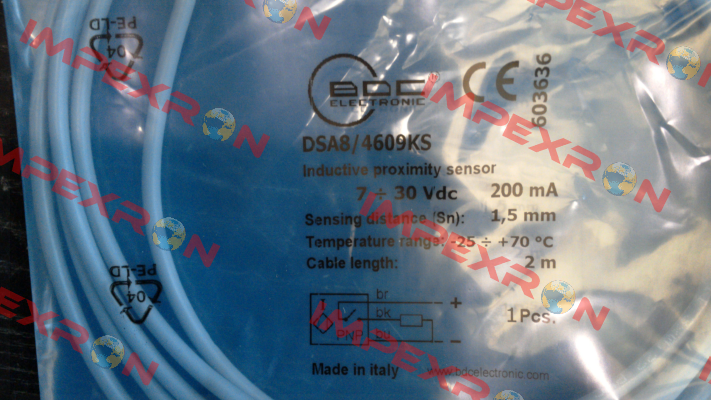 04
PE-LD
BDC®
ELECTRONIC
CE
603636
DSA8/4609KS
Inductive proximity sensor
7 ÷ 30 Vdc 200 mA
Sensing distance (Sn): 1,5 mm
Temperature range: -25 ÷ +70 °C
Cable length: 2 m
04
PE-LD
br +
bk
PNP bu −
1Pcs.
Made in italy www.bdcelectronic.com
IMPEXRON
IMPEXRON
IMPEXRON
IMPEXRON
IMPEXRON
IMPEXRON